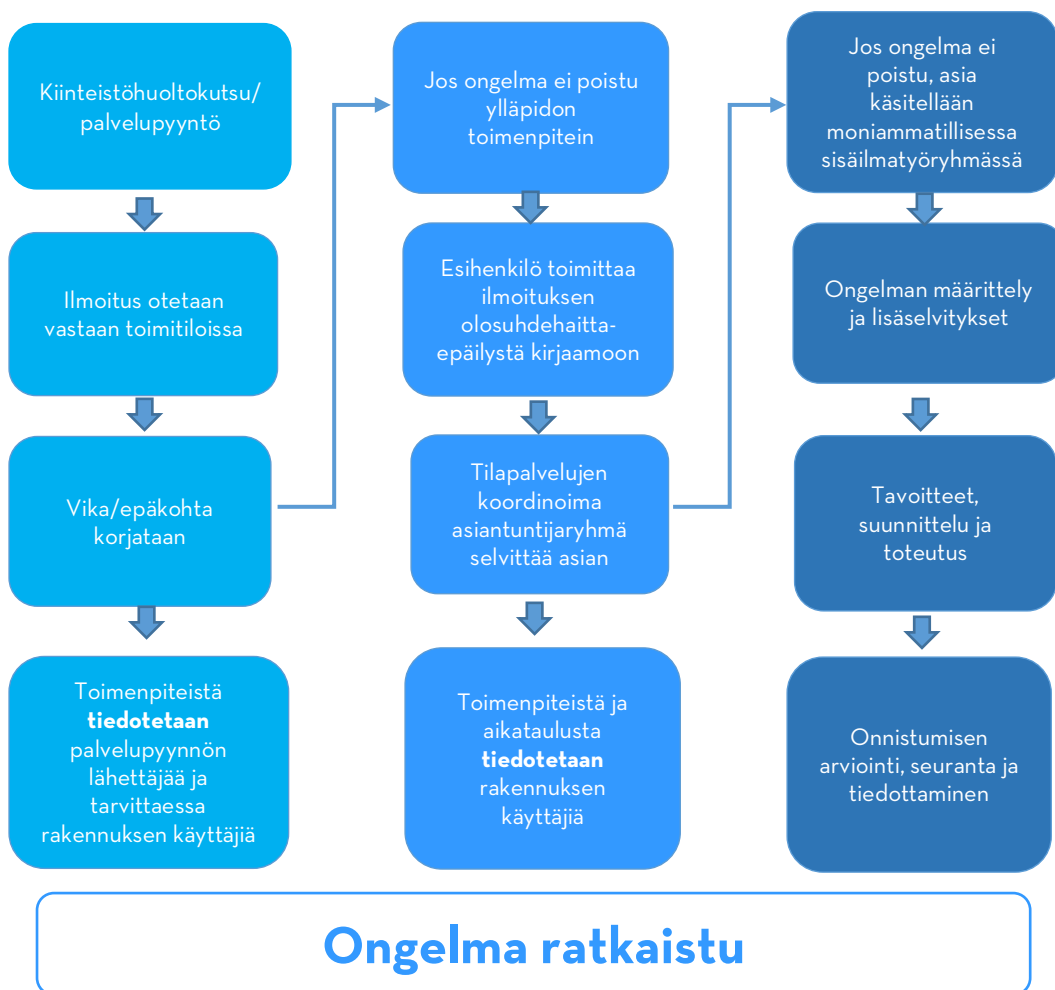 Kiinteistöhuoltokutsu/
palvelupyyntö
Ilmoitus otetaan
vastaan toimitiloissa
Vika/epäkohta
korjataan
Toimenpiteistä
tiedotetaan
palvelupyynnön
lähettäjää ja
tarvittaessa
rakennuksen käyttäjiä
Jos ongelma ei poistu
ylläpidon
toimenpitein
Esihenkilö toimittaa
ilmoituksen
olosuhdehaitta-
epäilystä kirjaamoon
Tilapalvelujen
koordinoima
asiantuntijaryhmä
selvittää asian
Toimenpiteistä ja
aikataulusta
tiedotetaan
rakennuksen
käyttäjiä
Jos ongelma ei
poistu, asia
käsitellään
moniammatillisessa
sisäilmatyöryhmässä
Ongelman määrittely
ja lisäselvitykset
Tavoitteet,
suunnittelu ja
toteutus
Onnistumisen
arviointi, seuranta ja
tiedottaminen
Ongelma ratkaistu